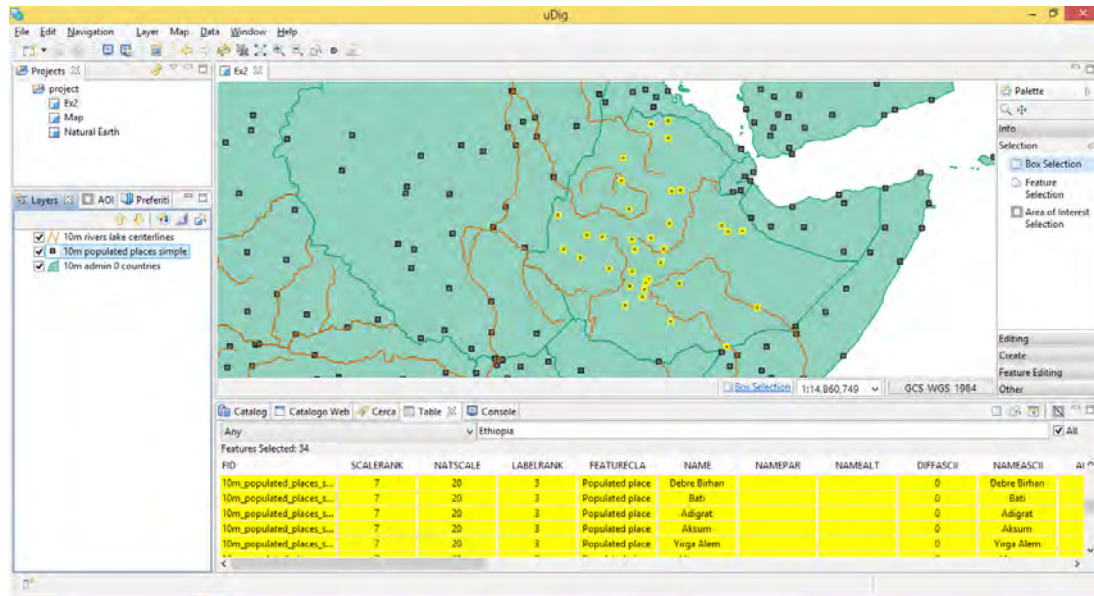 uDig
File Edit Navigation Layer Map Data Window Help
Projects
project
Ex2
Map
Natural Earth
Layers AOI Preferiti
10m rivers lake centerlines
10m populated places simple
10m admin 0 countries
Ex2
Palette
Info
Selection
Box Selection
Feature
Selection
Area of Interest
Selection
Editing
Create
Feature Editing
Other
Box Selection 1:14.860,749 GCS WGS 1984
Catalog Catalogo Web Cerca Table Console
Any Ethiopia All
Features Selected: 34
FID SCALERANK NATSCALE LABELRANK FEATURECLA NAME NAMEPAR NAMEALT DIFFASCII NAMEASCII
10m_populated_places_s... 7 20 3 Populated place Debre Birhan 0 Debre Birhan
10m_populated_places_s... 7 20 3 Populated place Bati 0 Bati
10m_populated_places_s... 7 20 3 Populated place Adigrat 0 Adigrat
10m_populated_places_s... 7 20 3 Populated place Aksum 0 Aksum
10m_populated_places_s... 7 20 3 Populated place Yirga Alem 0 Yirga Alem